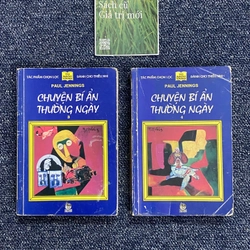 Sách cũ
Giá trị mới
TÁC PHẨM CHỌN LỌC
DÀNH CHO THIẾU NHI
PAUL JENNINGS
CHUYỆN BÍ ẨN
THƯỜNG NGÀY
TÁC PHẨM CHỌN LỌC
DÀNH CHO THIẾU NHI
PAUL JENNINGS
CHUYỆN BÍ ẨN
THƯỜNG NGÀY